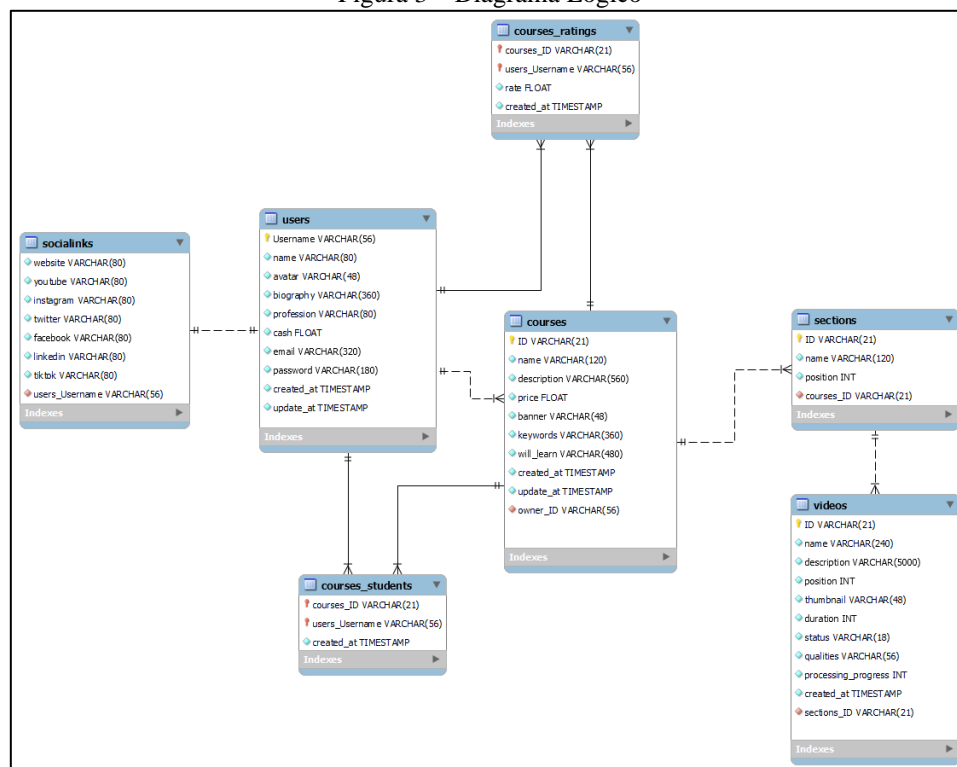 Figura 3 – Diagrama Lógico
courses_ratings
courses_ID VARCHAR(21)
users_Username VARCHAR(56)
rate FLOAT
created_at TIMESTAMP
Indexes
users
Username VARCHAR(56)
name VARCHAR(80)
avatar VARCHAR(48)
biography VARCHAR(360)
profession VARCHAR(80)
cash FLOAT
email VARCHAR(320)
password VARCHAR(180)
created_at TIMESTAMP
update_at TIMESTAMP
Indexes
socialinks
website VARCHAR(80)
youtube VARCHAR(80)
instagram VARCHAR(80)
twitter VARCHAR(80)
facebook VARCHAR(80)
linkedin VARCHAR(80)
tiktok VARCHAR(80)
users_Username VARCHAR(56)
Indexes
courses
ID VARCHAR(21)
name VARCHAR(120)
description VARCHAR(560)
price FLOAT
banner VARCHAR(48)
keywords VARCHAR(360)
will_learn VARCHAR(480)
created_at TIMESTAMP
update_at TIMESTAMP
owner_ID VARCHAR(56)
Indexes
sections
ID VARCHAR(21)
name VARCHAR(120)
position INT
courses_ID VARCHAR(21)
Indexes
videos
ID VARCHAR(21)
name VARCHAR(240)
description VARCHAR(5000)
position INT
thumbnail VARCHAR(48)
duration INT
status VARCHAR(18)
qualities VARCHAR(56)
processing_progress INT
created_at TIMESTAMP
sections_ID VARCHAR(21)
Indexes
courses_students
courses_ID VARCHAR(21)
users_Username VARCHAR(56)
created_at TIMESTAMP
Indexes